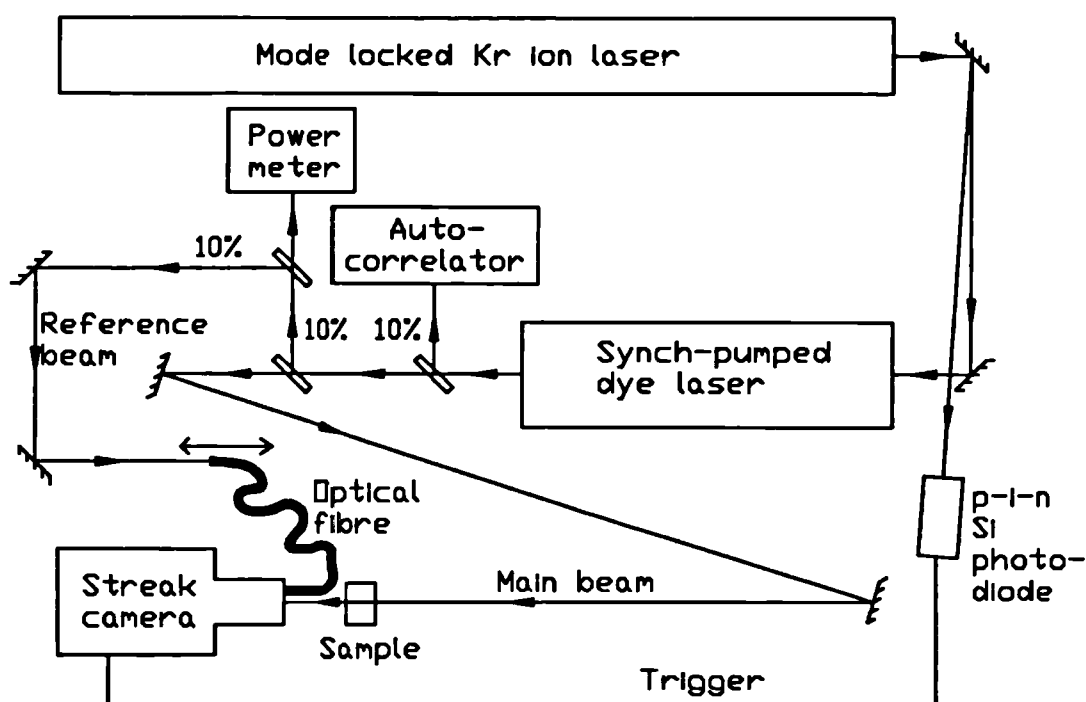 Mode locked Kr ion laser
Power
meter
Auto-
correlator
10%
Reference
beam
10%
10%
Synch-pumped
dye laser
Optical
fibre
p-i-n
Si
photo-
diode
Streak
camera
Main beam
Sample
Trigger